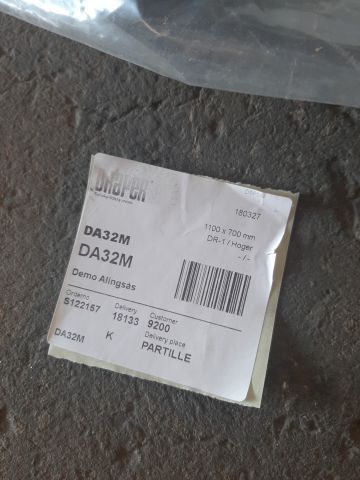 DRAPER
180327
1100 x 700 mm
DR-1 / Höger
- / -
DA32M
DA32M
Demo Alingsås
Orderno Delivery Customer
S122157 18133 9200
K Delivery place
DA32M PARTILLE